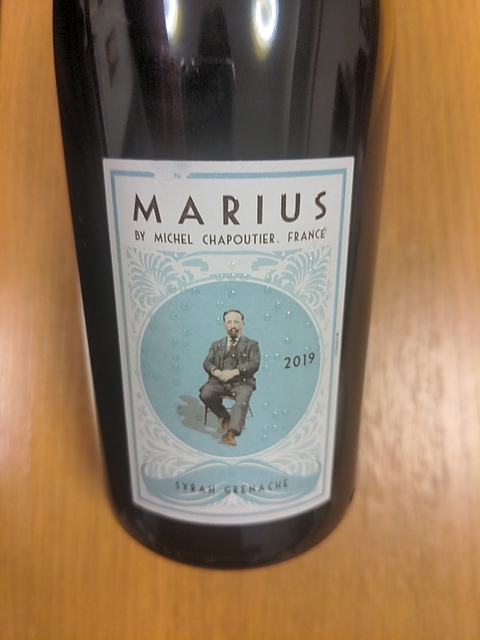 MARIUS
BY MICHEL CHAPOUTIER. FRANCE
2019
SYRAH GRENACHE